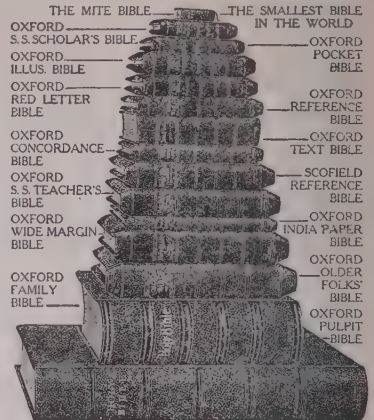 THE MITE BIBLE
THE SMALLEST BIBLE
IN THE WORLD
OXFORD
S. S. SCHOLAR'S BIBLE
OXFORD
POCKET
BIBLE
OXFORD
ILLUS. BIBLE
OXFORD
RED LETTER
BIBLE
OXFORD
REFERENCE
BIBLE
OXFORD
CONCORDANCE
BIBLE
OXFORD
TEXT BIBLE
OXFORD
S. S. TEACHER'S
BIBLE
SCOFIELD
REFERENCE
BIBLE
OXFORD
WIDE MARGIN
BIBLE
OXFORD
INDIA PAPER
BIBLE
OXFORD
OLDER
FOLKS'
BIBLE
OXFORD
FAMILY
BIBLE
OXFORD
PULPIT
BIBLE